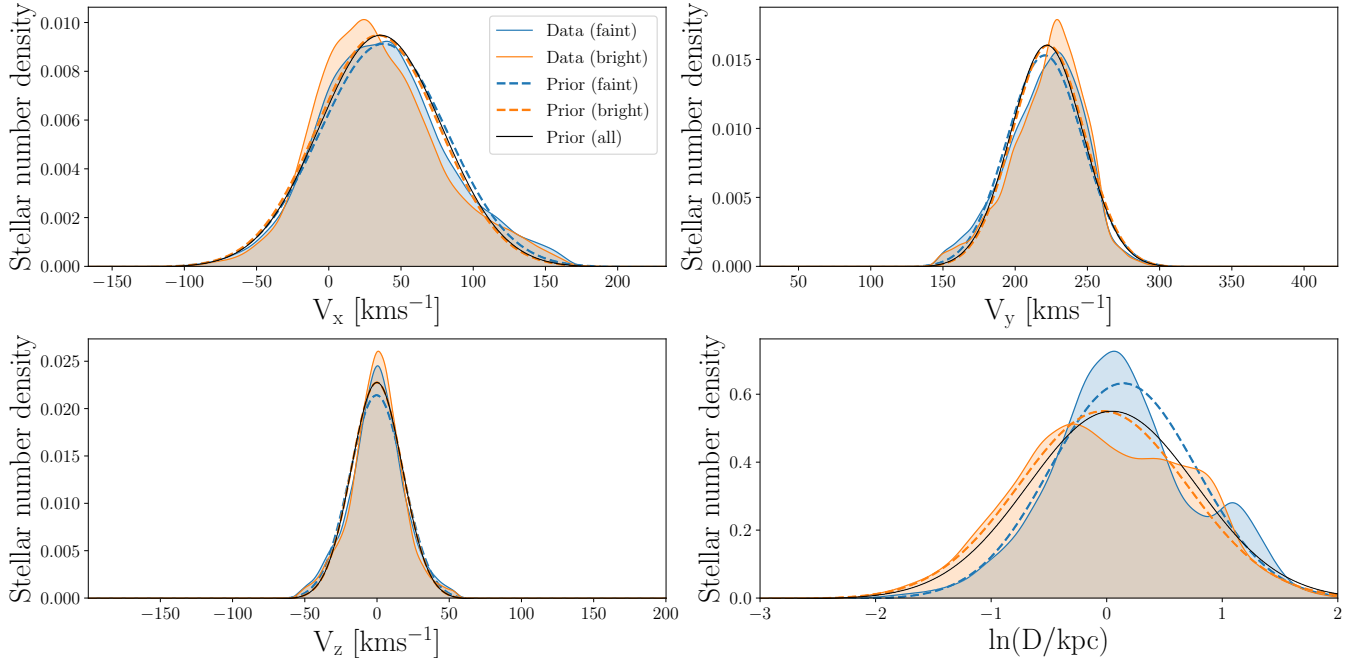 Stellar number density
0.010
0.008
0.006
0.004
0.002
0.000
−150 −100 −50 0 50 100 150 200
V_x [kms⁻¹]
Data (faint)
Data (bright)
Prior (faint)
Prior (bright)
Prior (all)
Stellar number density
0.015
0.010
0.005
0.000
50 100 150 200 250 300 350 400
V_y [kms⁻¹]
Stellar number density
0.025
0.020
0.015
0.010
0.005
0.000
−150 −100 −50 0 50 100 150 200
V_z [kms⁻¹]
Stellar number density
0.6
0.4
0.2
0.0
−3 −2 −1 0 1 2
ln(D/kpc)